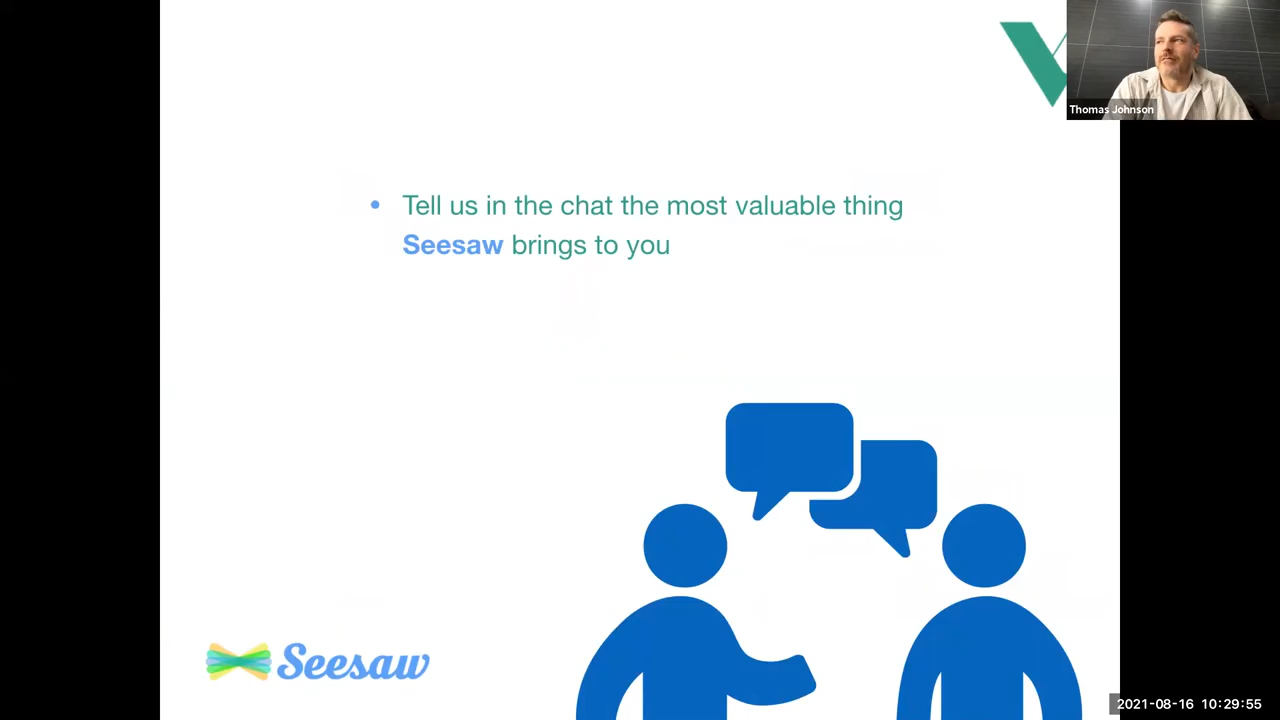 Thomas Johnson
• Tell us in the chat the most valuable thing
Seesaw brings to you
Seesaw
2021-08-16 10:29:55